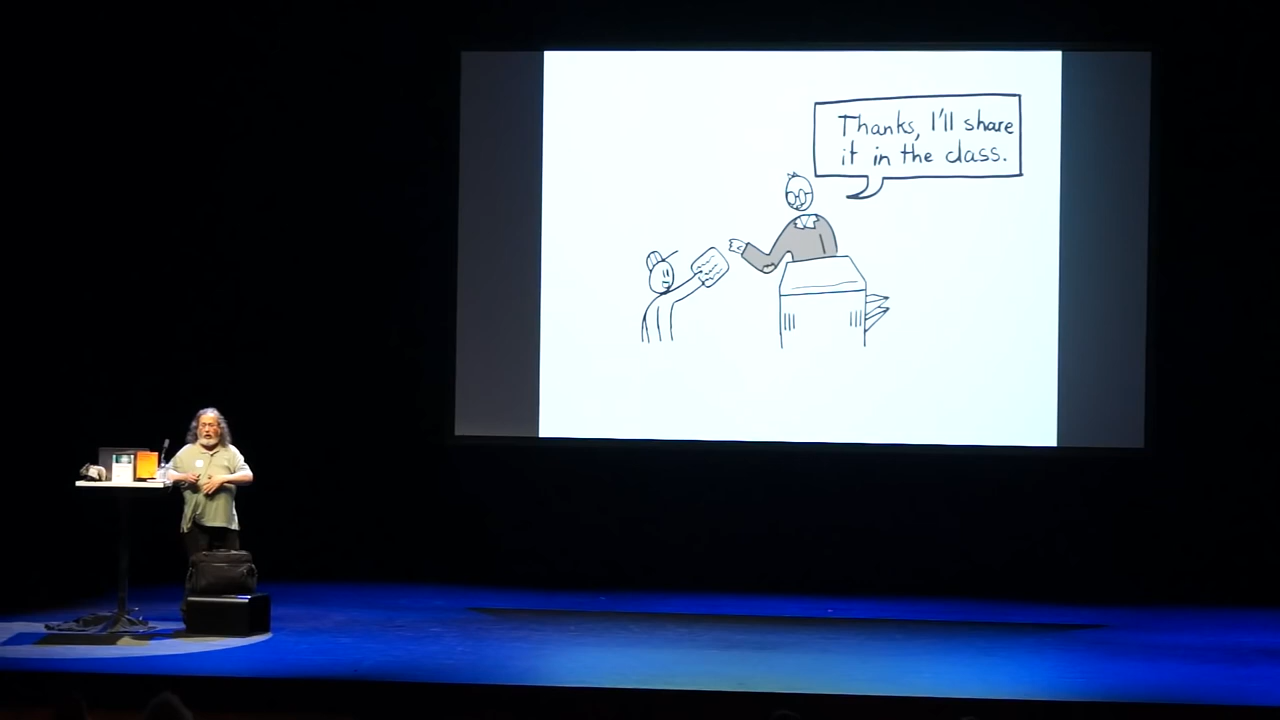 Thanks, I'll share
it in the class.